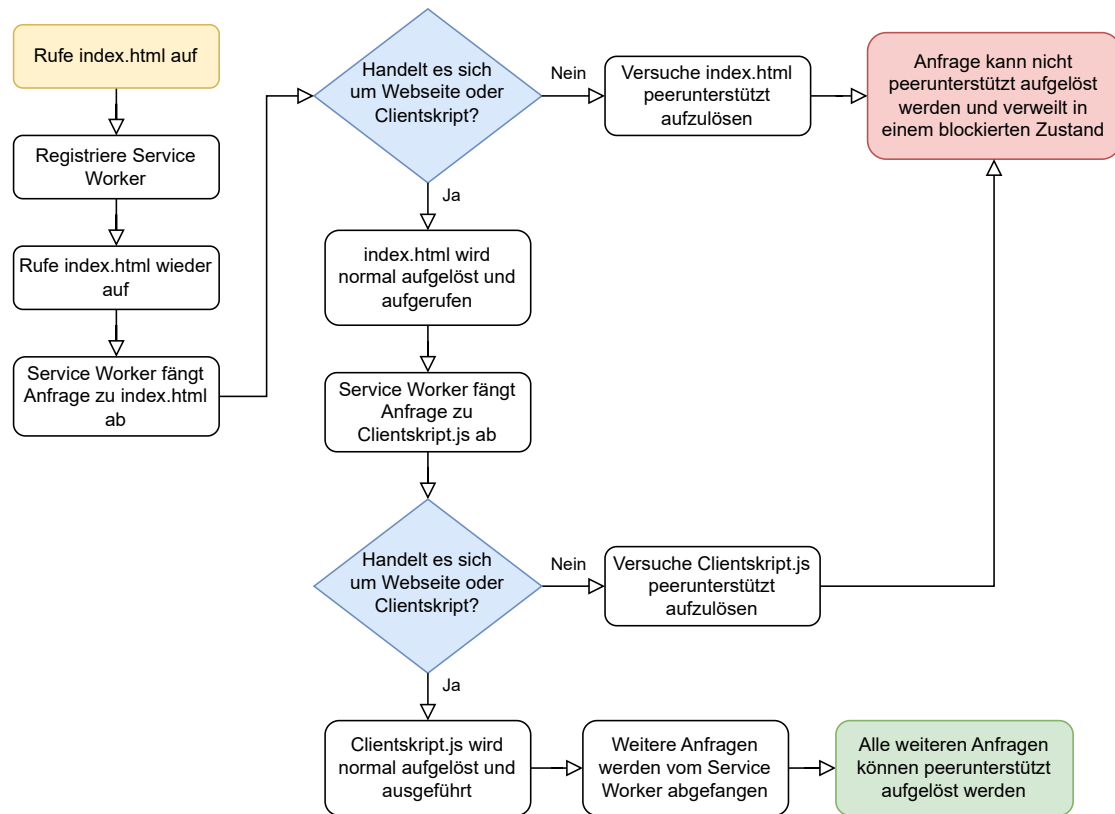 Rufe index.html auf
Registriere Service
Worker
Rufe index.html wieder
auf
Service Worker fängt
Anfrage zu index.html
ab
Handelt es sich
um Webseite oder
Clientskript?
Nein
Versuche index.html
peerunterstützt
aufzulösen
Anfrage kann nicht
peerunterstützt aufgelöst
werden und verweilt in
einem blockierten Zustand
Ja
index.html wird
normal aufgelöst und
aufgerufen
Service Worker fängt
Anfrage zu
Clientskript.js ab
Handelt es sich
um Webseite oder
Clientskript?
Nein
Versuche Clientskript.js
peerunterstützt
aufzulösen
Ja
Clientskript.js wird
normal aufgelöst und
ausgeführt
Weitere Anfragen
werden vom Service
Worker abgefangen
Alle weiteren Anfragen
können peerunterstützt
aufgelöst werden